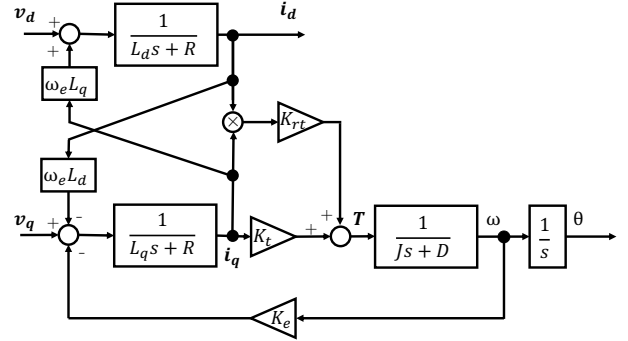 v_d + 1 i_d
+ L_d s + R
ω_e L_q
× K_rt
ω_e L_d
v_q + - 1 K_t + + T 1 ω 1 θ
- L_q s + R i_q Js + D s
K_e